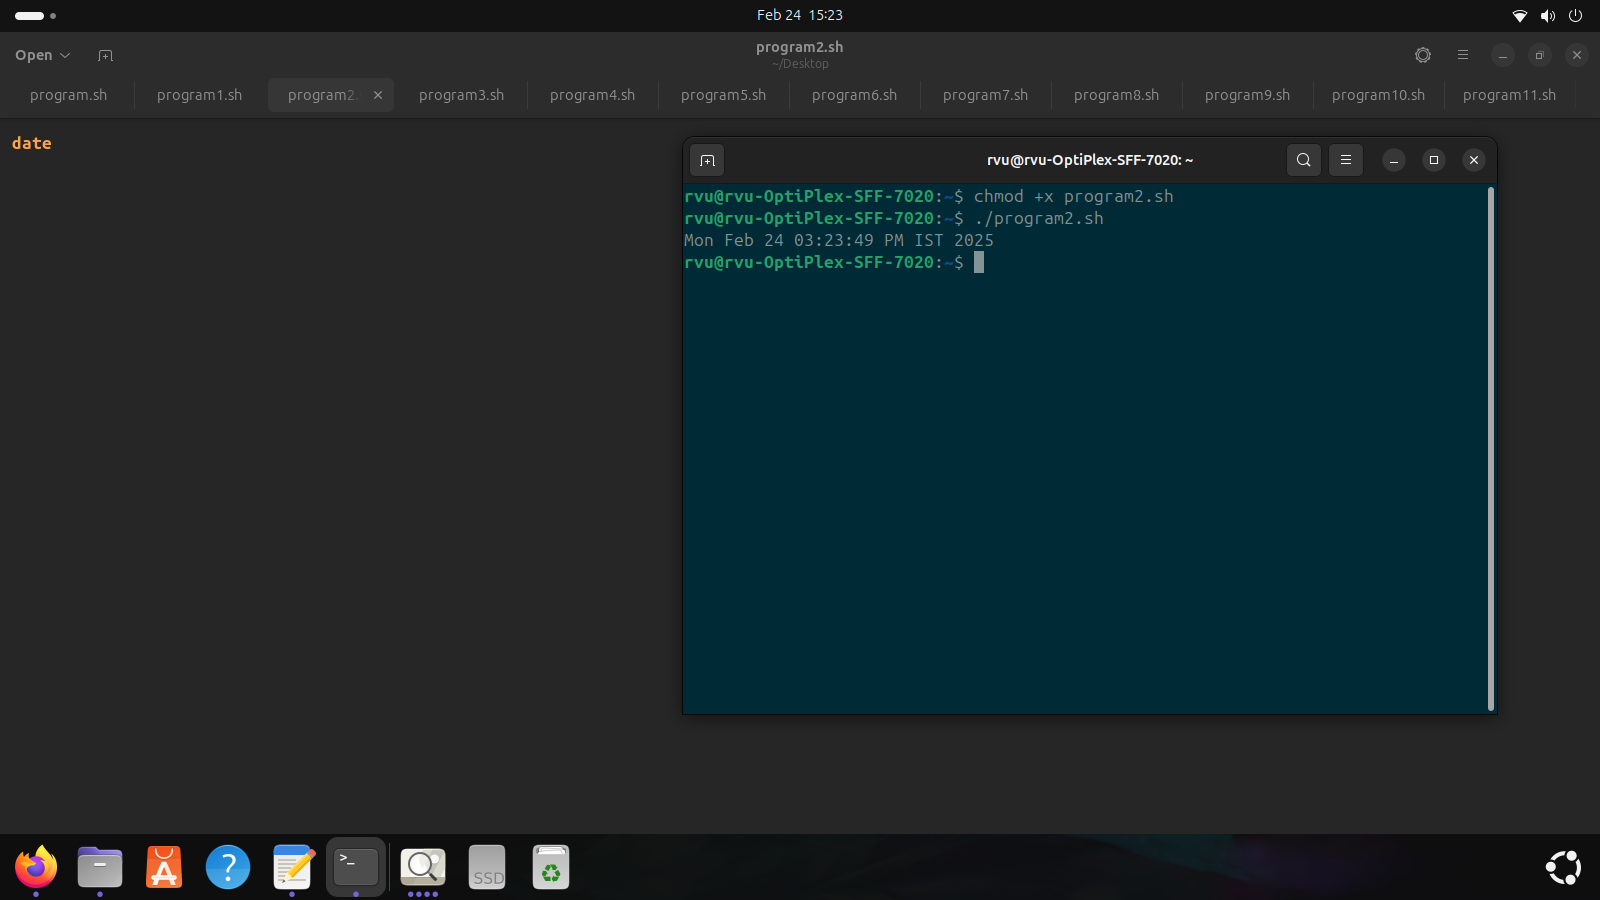 Feb 24 15:23
Open
program2.sh
~/Desktop
program.sh program1.sh program2. program3.sh program4.sh program5.sh program6.sh program7.sh program8.sh program9.sh program10.sh program11.sh
date
rvu@rvu-OptiPlex-SFF-7020: ~
rvu@rvu-OptiPlex-SFF-7020:~$ chmod +x program2.sh
rvu@rvu-OptiPlex-SFF-7020:~$ ./program2.sh
Mon Feb 24 03:23:49 PM IST 2025
rvu@rvu-OptiPlex-SFF-7020:~$
>_
SSD